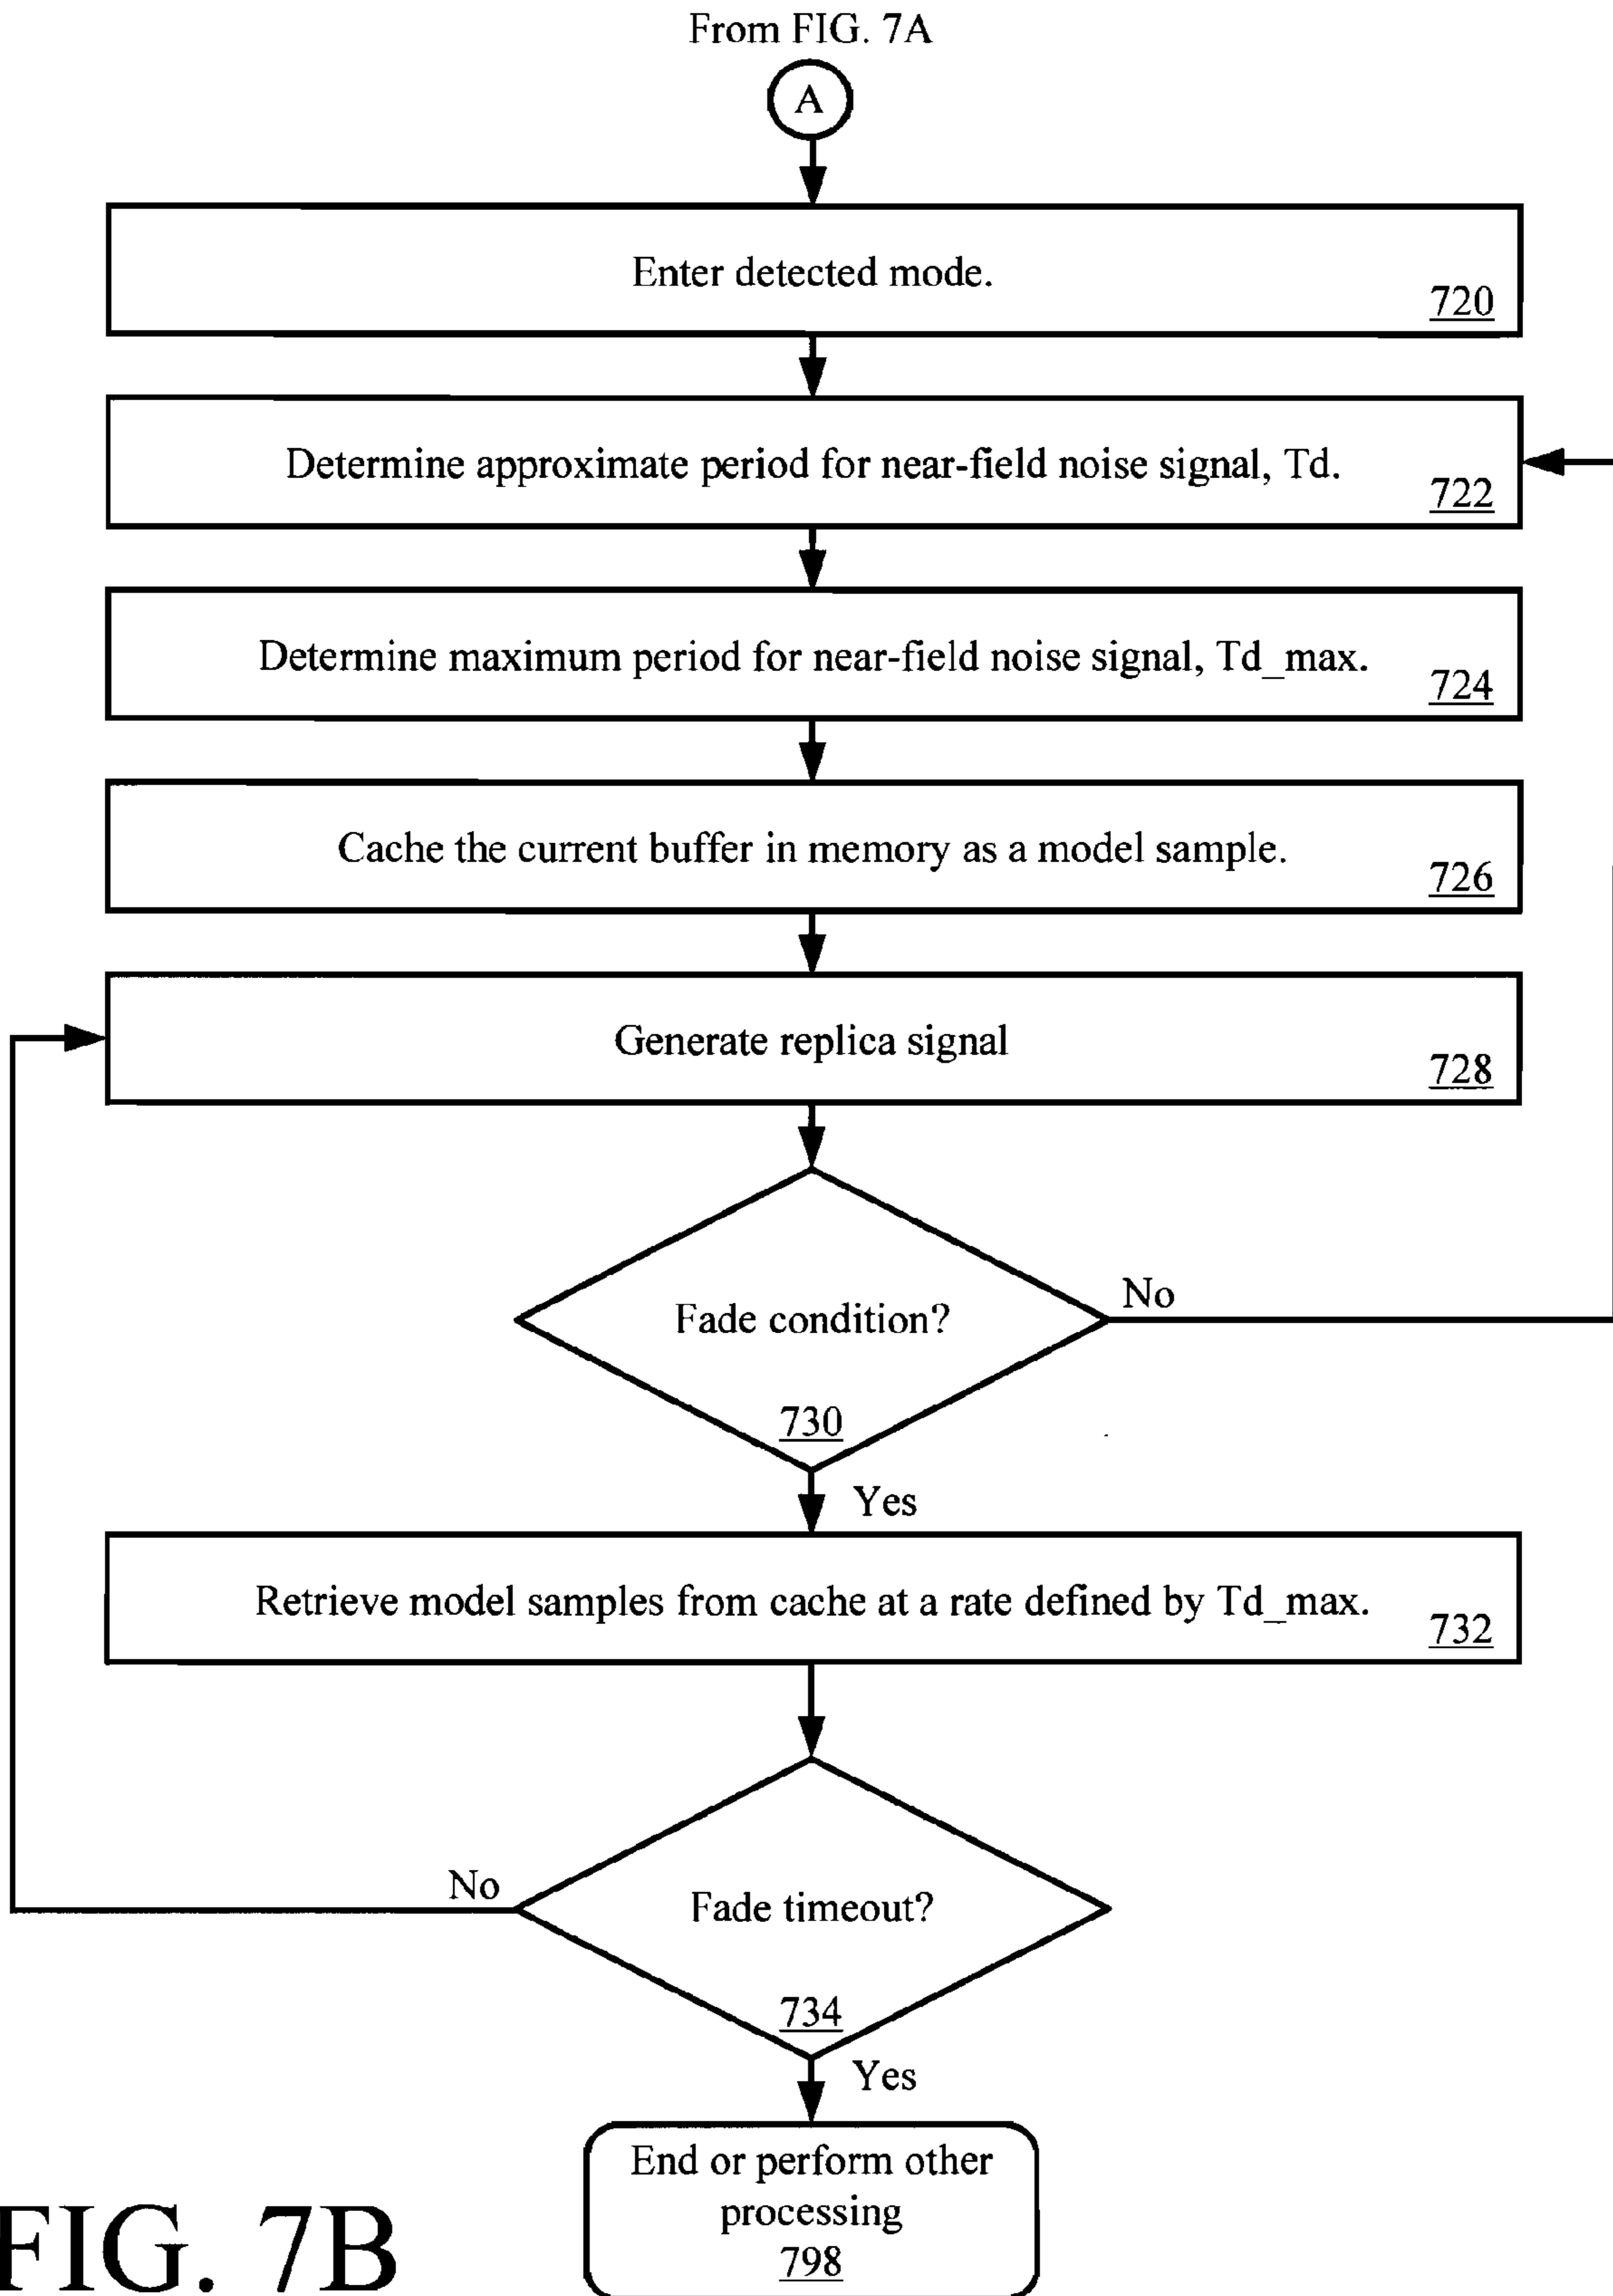 From FIG. 7A
A
Enter detected mode.
720
Determine approximate period for near-field noise signal, Td.
722
Determine maximum period for near-field noise signal, Td_max.
724
Cache the current buffer in memory as a model sample.
726
Generate replica signal
728
Fade condition?
No
730
Yes
Retrieve model samples from cache at a rate defined by Td_max.
732
No
Fade timeout?
734
Yes
End or perform other
processing
798
FIG. 7B